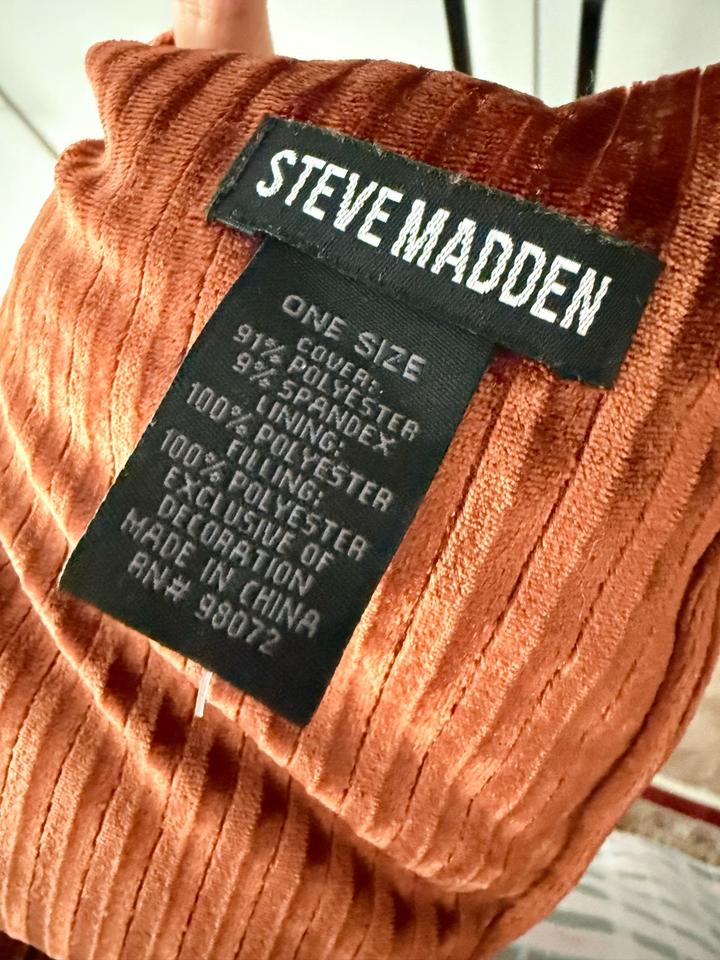 STEVE MADDEN
ONE SIZE
COVER:
91% POLYESTER
9% SPANDEX
LINING:
100% POLYESTER
FILLING:
100% POLYESTER
EXCLUSIVE OF
DECORATION
MADE IN CHINA
RN# 98072